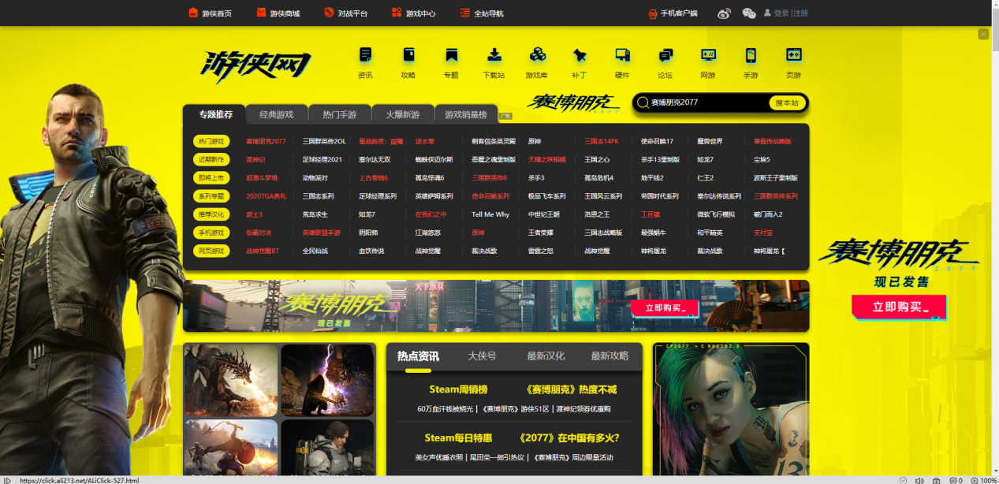 游侠首页 游侠商城 对战平台 游戏中心 全站导航 手机客户端 登录 |注册
游侠网
资讯 攻略 专题 下载站 游戏库 补丁 硬件 论坛 网游 手游 页游
赛博朋克 2077
赛博朋克2077 搜本站
专题推荐 经典游戏 热门手游 火爆新游 游戏销量榜 广告
热门游戏 赛博朋克2077 三国群英传2OL 星战前夜：晨曦 逆水寒 刺客信条英灵殿 原神 三国志14PK 使命召唤17 魔兽世界 赛提传战略版
近期新作 渡神纪 足球经理2021 塞尔达无双 蜘蛛侠迈尔斯 恶魔之魂重制版 天穗之咲稻姬 王国之心 杀手13重制版 如龙7 尘埃5
即将上市 超激斗梦境 动物派对 上古卷轴6 孤岛惊魂6 三国群英传8 杀手3 孤岛危机4 地平线2 仁王2 波斯王子重制版
系列专题 2020TGA典礼 三国志系列 足球经理系列 英雄萨姆系列 使命召唤系列 极品飞车系列 王国风云系列 帝国时代系列 塞尔达传说系列 三国群英传系列
推荐汉化 废土3 荒岛求生 如龙7 在我们之中 Tell Me Why 中世纪王朝 洛恩之王 工匠镇 微软飞行模拟 破门而入2
手机游戏 街霸对决 英雄联盟手游 阴阳师 江湖悠悠 原神 王者荣耀 三国志战略版 最强蜗牛 和平精英 支付宝
网页游戏 战神觉醒BT 全民仙战 血饮传说 战神觉醒 裁决战歌 雷霆之怒 战神觉醒 神将屠龙 裁决战歌 神将屠龙【
赛博朋克 2077
现已发售
立即购买_
天下無双
赛博朋克
现已发售
立即购买_
热点资讯 大侠号 最新汉化 最新攻略
Steam周销榜 《赛博朋克》热度不减
60万血汗钱被烧光 |《赛博朋克》游侠51区 | 渡神纪领券优惠购
Steam每日特惠 《2077》在中国有多火?
美女声优睡衣照 | 尾田荣一郎引热议 |《赛博朋克》周边限量活动
https://click.ali213.net/ALiClick-527.html
0 100%